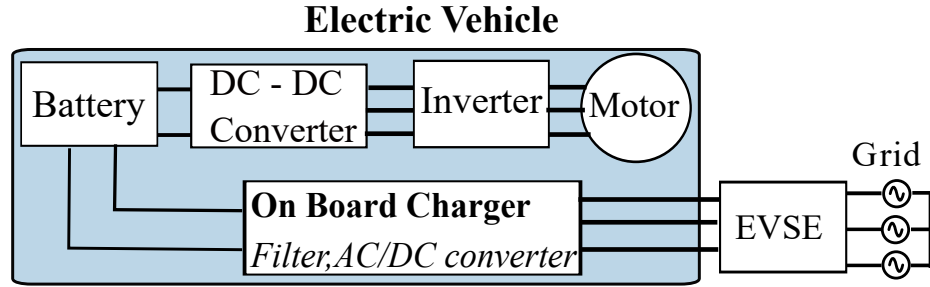 Electric Vehicle
Battery
DC - DC
Converter
Inverter
Motor
Grid
On Board Charger
Filter,AC/DC converter
EVSE